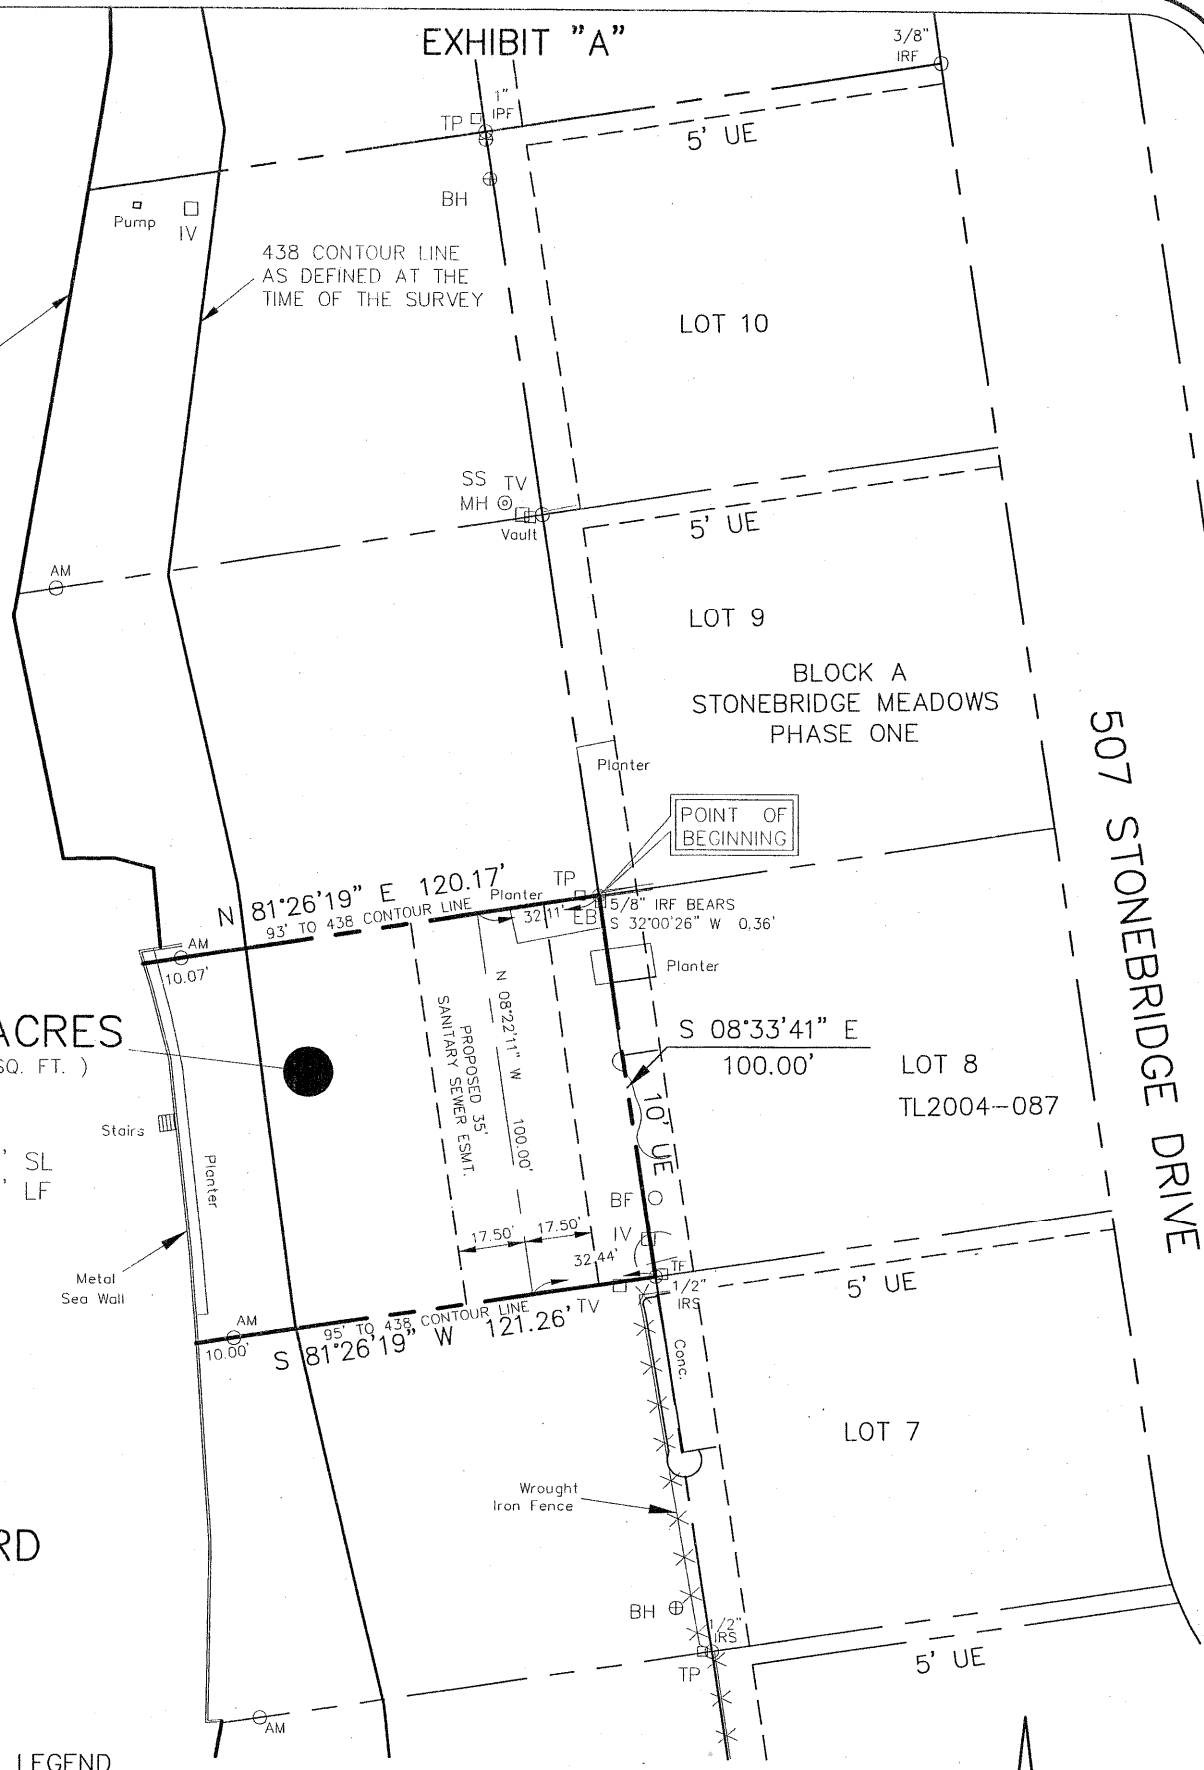 EXHIBIT "A"
3/8"
IRF
1"
IPF
TP
5' UE
BH
Pump
IV
438 CONTOUR LINE
AS DEFINED AT THE
TIME OF THE SURVEY
LOT 10
SS TV
MH
Vault
5' UE
AM
LOT 9
BLOCK A
STONEBRIDGE MEADOWS
PHASE ONE
507 STONEBRIDGE DRIVE
Planter
POINT OF
BEGINNING
N 81°26'19" E 120.17'
93' TO 438 CONTOUR LINE
Planter
TP
32.11'
EB
5/8" IRF BEARS
S 32°00'26" W 0.36'
AM
10.07'
Planter
N 08°22'11" W 100.00'
PROPOSED 35'
SANITARY SEWER ESMT.
S 08°33'41" E
100.00'
ACRES
SQ. FT. )
LOT 8
TL2004-087
10' UE
Stairs
Planter
' SL
' LF
BF
IV
17.50'
17.50'
32.44'
TF
1/2"
IRS
5' UE
Metal
Sea Wall
AM
10.00'
95' TO 438 CONTOUR LINE
S 81°26'19" W 121.26'
TV
Conc.
LOT 7
Wrought
Iron Fence
RD
BH
1/2"
IRS
TP
5' UE
AM
LEGEND